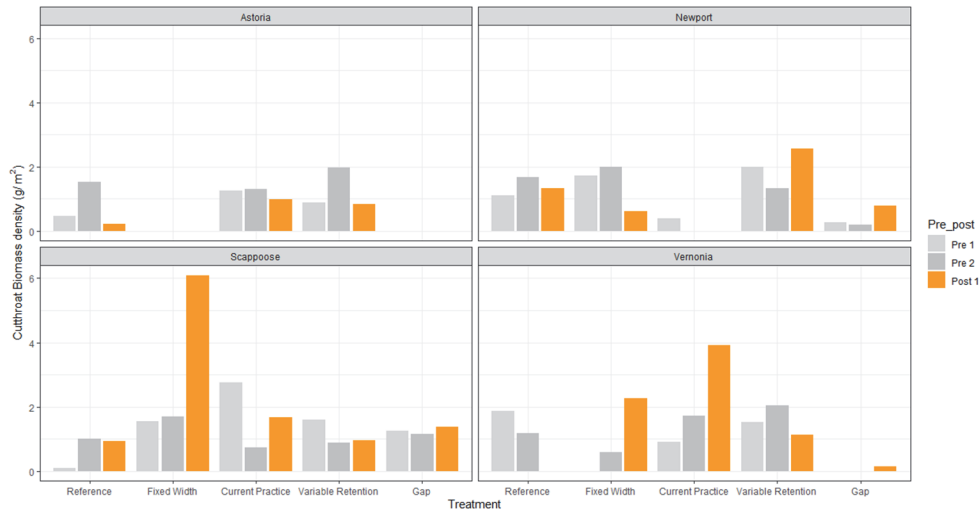 Astoria
Newport
6
4
2
0
Scappoose
Vernonia
6
4
2
0
Cutthroat Biomass density (g/ m²)
Reference Fixed Width Current Practice Variable Retention Gap
Reference Fixed Width Current Practice Variable Retention Gap
Treatment
Pre_post
Pre 1
Pre 2
Post 1